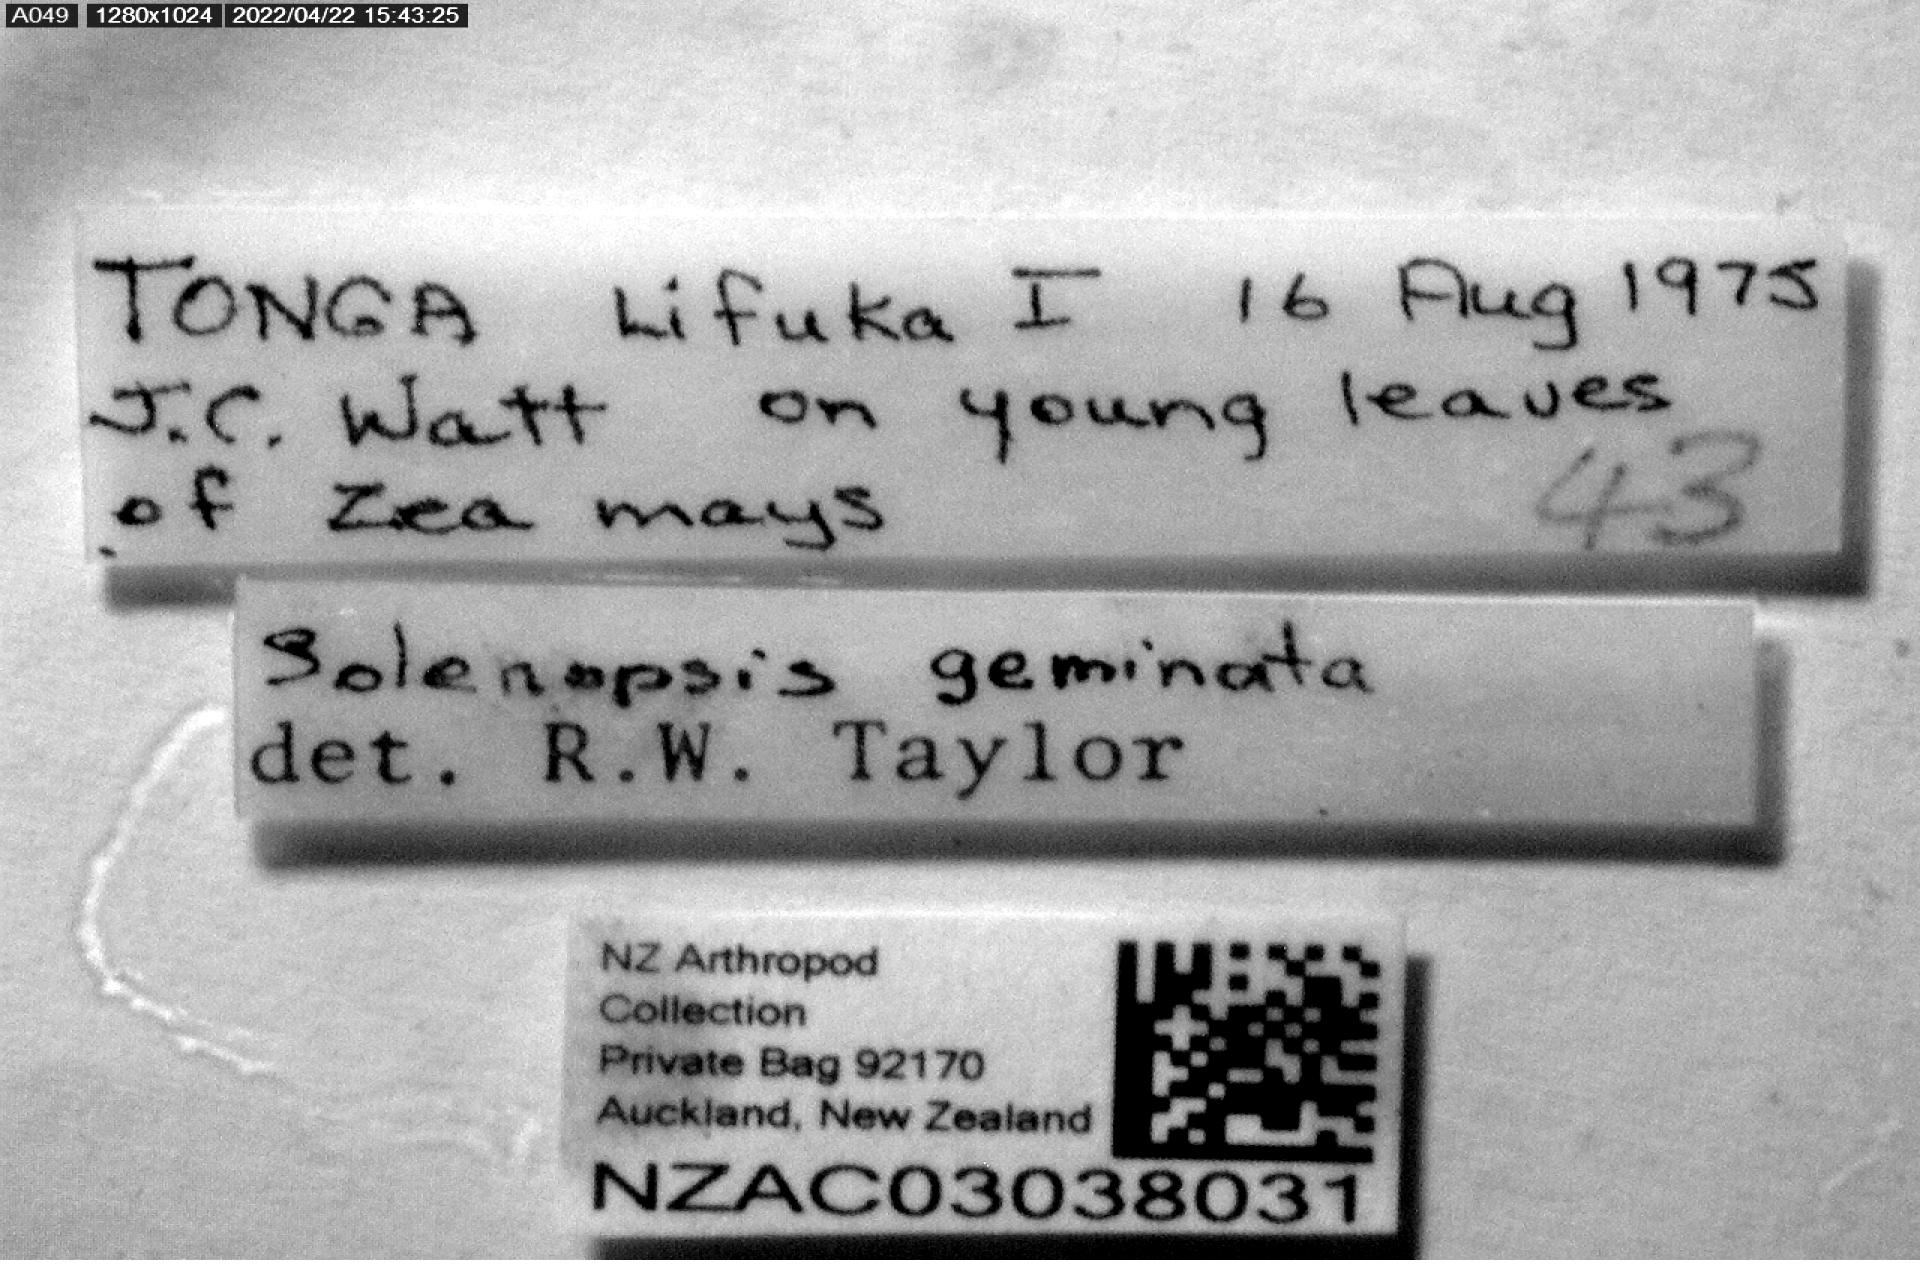 A049 1280x1024 2022/04/22 15:43:25
TONGA Lifuka I 16 Aug 1975
J.C. Watt on young leaves
of Zea mays 43
Solenopsis geminata
det. R.W. Taylor
NZ Arthropod
Collection
Private Bag 92170
Auckland, New Zealand
NZAC03038031